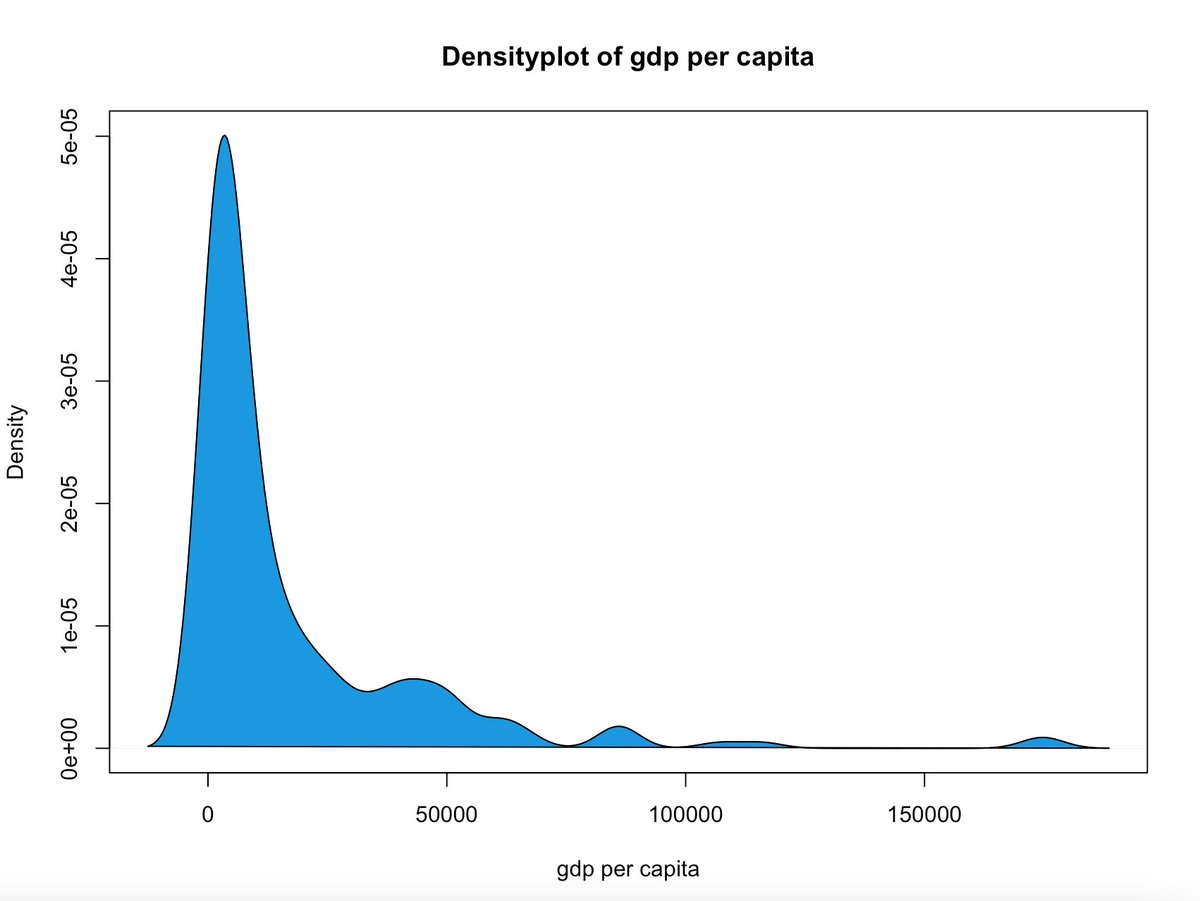 Densityplot of gdp per capita
5e-05
4e-05
3e-05
2e-05
1e-05
0e+00
Density
0 50000 100000 150000
gdp per capita